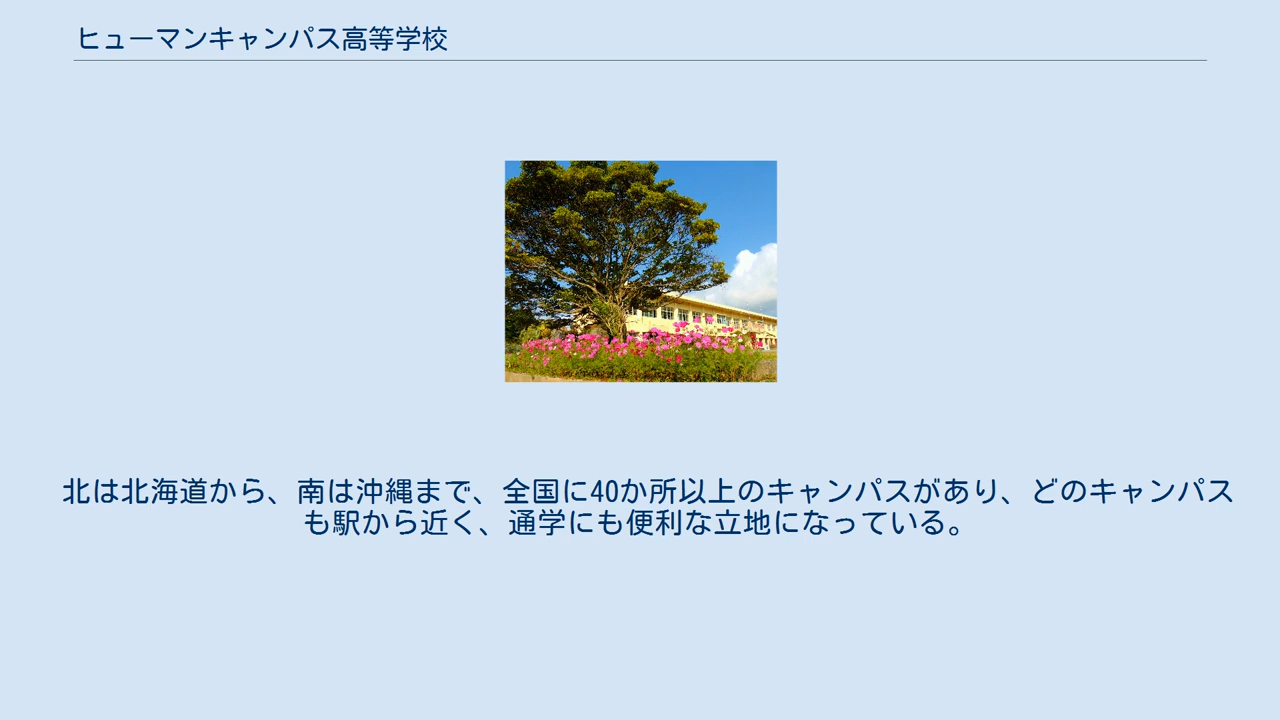 ヒューマンキャンパス高等学校
北は北海道から、南は沖縄まで、全国に40か所以上のキャンパスがあり、どのキャンパス
も駅から近く、通学にも便利な立地になっている。